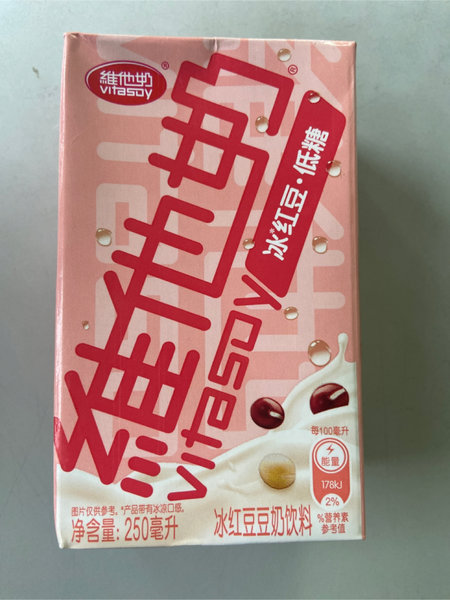 維他奶®
vitasoy
維他奶®
vitasoy
冰*红豆·低糖
每100毫升
能量
178kJ
2%
%营养素
参考值
图片仅供参考。*产品带有冰凉口感。
净含量: 250毫升
冰红豆豆奶饮料